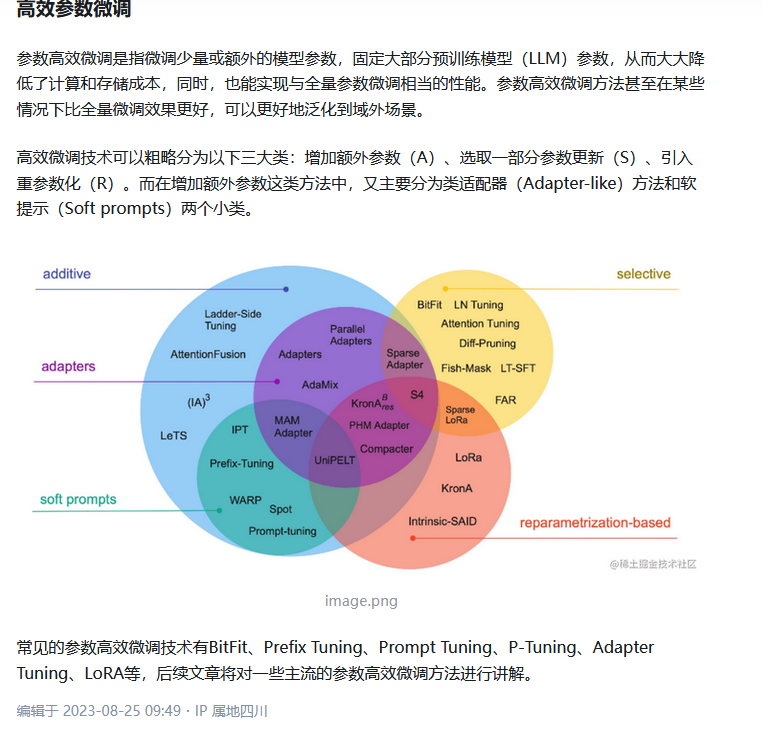 高效参数微调
参数高效微调是指微调少量或额外的模型参数，固定大部分预训练模型（LLM）参数，从而大大降
低了计算和存储成本，同时，也能实现与全量参数微调相当的性能。参数高效微调方法甚至在某些
情况下比全量微调效果更好，可以更好地泛化到域外场景。
高效微调技术可以粗略分为以下三大类：增加额外参数（A）、选取一部分参数更新（S）、引入
重参数化（R）。而在增加额外参数这类方法中，又主要分为类适配器（Adapter-like）方法和软
提示（Soft prompts）两个小类。
additive
selective
Ladder-Side
Tuning
AttentionFusion
(IA)³
LeTS
adapters
Parallel
Adapters
Adapters
AdaMix
Sparse
Adapter
BitFit LN Tuning
Attention Tuning
Diff-Pruning
Fish-Mask LT-SFT
FAR
S4
Sparse
LoRa
KronA^B_res
PHM Adapter
Compacter
MAM
Adapter
UniPELT
IPT
Prefix-Tuning
WARP
Spot
Prompt-tuning
soft prompts
LoRa
KronA
Intrinsic-SAID
reparametrization-based
@稀土掘金技术社区
image.png
常见的参数高效微调技术有BitFit、Prefix Tuning、Prompt Tuning、P-Tuning、Adapter
Tuning、LoRA等，后续文章将对一些主流的参数高效微调方法进行讲解。
编辑于 2023-08-25 09:49 · IP 属地四川